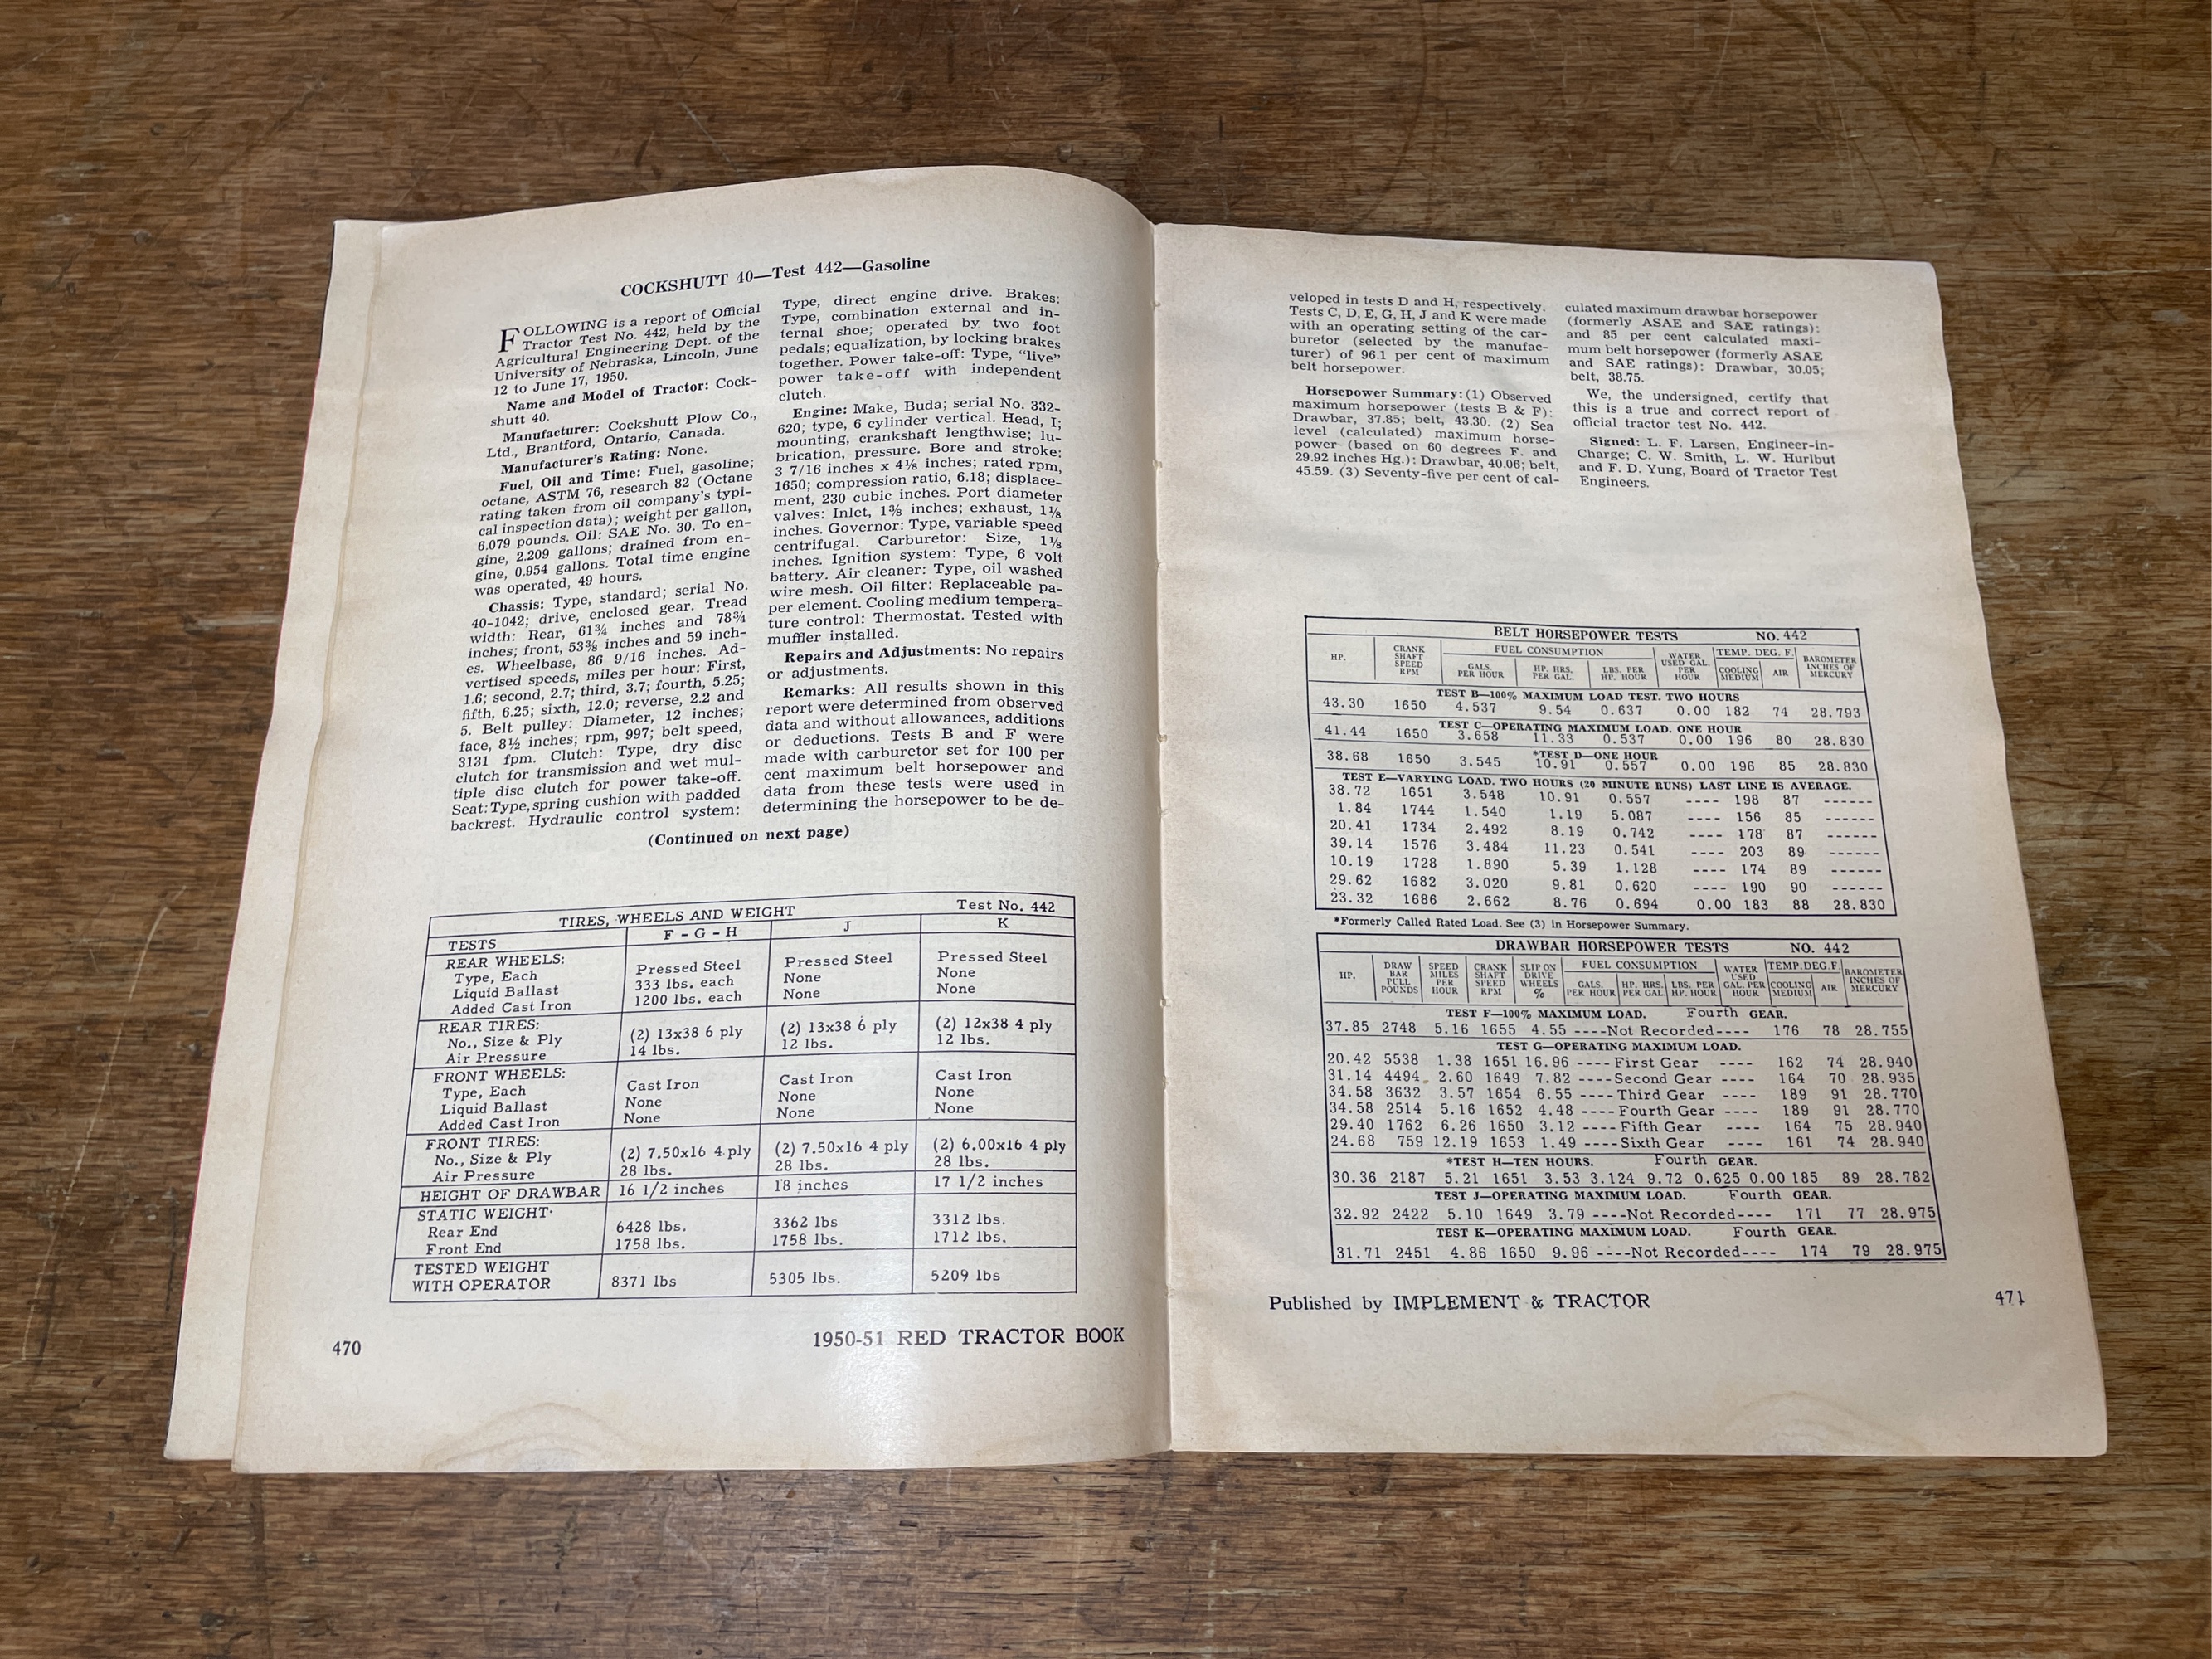 COCKSHUTT 40—Test 442—Gasoline
FOLLOWING is a report of Official
Tractor Test No. 442, held by the
Agricultural Engineering Dept. of the
University of Nebraska, Lincoln, June
12 to June 17, 1950.
Name and Model of Tractor: Cock-
shutt 40.
Manufacturer: Cockshutt Plow Co.,
Ltd., Brantford, Ontario, Canada.
Manufacturer's Rating: None.
Fuel, Oil and Time: Fuel, gasoline;
octane, ASTM 76, research 82 (Octane
rating taken from oil company's typi-
cal inspection data); weight per gallon,
6.079 pounds. Oil: SAE No. 30. To en-
gine, 2.209 gallons; drained from en-
gine, 0.954 gallons. Total time engine
was operated, 49 hours.
Chassis: Type, standard; serial No.
40-1042; drive, enclosed gear. Tread
width: Rear, 61¾ inches and 78¾
inches; front, 53⅜ inches and 59 inch-
es. Wheelbase, 86 9/16 inches. Ad-
vertised speeds, miles per hour: First,
1.6; second, 2.7; third, 3.7; fourth, 5.25;
fifth, 6.25; sixth, 12.0; reverse, 2.2 and
5. Belt pulley: Diameter, 12 inches;
face, 8½ inches; rpm, 997; belt speed,
3131 fpm. Clutch: Type, dry disc
clutch for transmission and wet mul-
tiple disc clutch for power take-off.
Seat: Type, spring cushion with padded
backrest. Hydraulic control system:
Type, direct engine drive. Brakes:
Type, combination external and in-
ternal shoe; operated by two foot
pedals; equalization, by locking brakes
together. Power take-off: Type, "live"
power take-off with independent
clutch.
Engine: Make, Buda; serial No. 332-
620; type, 6 cylinder vertical. Head, I;
mounting, crankshaft lengthwise; lu-
brication, pressure. Bore and stroke:
3 7/16 inches x 4⅛ inches; rated rpm,
1650; compression ratio, 6.18; displace-
ment, 230 cubic inches. Port diameter
valves: Inlet, 1⅜ inches; exhaust, 1⅛
inches. Governor: Type, variable speed
centrifugal. Carburetor: Size, 1⅛
inches. Ignition system: Type, 6 volt
battery. Air cleaner: Type, oil washed
wire mesh. Oil filter: Replaceable pa-
per element. Cooling medium tempera-
ture control: Thermostat. Tested with
muffler installed.
Repairs and Adjustments: No repairs
or adjustments.
Remarks: All results shown in this
report were determined from observed
data and without allowances, additions
or deductions. Tests B and F were
made with carburetor set for 100 per
cent maximum belt horsepower and
data from these tests were used in
determining the horsepower to be de-
(Continued on next page)
TIRES, WHEELS AND WEIGHT Test No. 442
TESTS F - G - H J K
REAR WHEELS:
Type, Each Pressed Steel Pressed Steel Pressed Steel
Liquid Ballast 333 lbs. each None None
Added Cast Iron 1200 lbs. each None None
REAR TIRES:
No., Size & Ply (2) 13x38 6 ply (2) 13x38 6 ply (2) 12x38 4 ply
Air Pressure 14 lbs. 12 lbs. 12 lbs.
FRONT WHEELS:
Type, Each Cast Iron Cast Iron Cast Iron
Liquid Ballast None None None
Added Cast Iron None None None
FRONT TIRES:
No., Size & Ply (2) 7.50x16 4 ply (2) 7.50x16 4 ply (2) 6.00x16 4 ply
Air Pressure 28 lbs. 28 lbs. 28 lbs.
HEIGHT OF DRAWBAR 16 1/2 inches 18 inches 17 1/2 inches
STATIC WEIGHT
Rear End 6428 lbs. 3362 lbs 3312 lbs.
Front End 1758 lbs. 1758 lbs. 1712 lbs.
TESTED WEIGHT
WITH OPERATOR 8371 lbs 5305 lbs. 5209 lbs
470
1950-51 RED TRACTOR BOOK
veloped in tests D and H, respectively.
Tests C, D, E, G, H, J and K were made
with an operating setting of the car-
buretor (selected by the manufac-
turer) of 96.1 per cent of maximum
belt horsepower.
Horsepower Summary: (1) Observed
maximum horsepower (tests B & F):
Drawbar, 37.85; belt, 43.30. (2) Sea
level (calculated) maximum horse-
power (based on 60 degrees F. and
29.92 inches Hg.): Drawbar, 40.06; belt,
45.59. (3) Seventy-five per cent of cal-
culated maximum drawbar horsepower
(formerly ASAE and SAE ratings):
and 85 per cent calculated maxi-
mum belt horsepower (formerly ASAE
and SAE ratings): Drawbar, 30.05;
belt, 38.75.
We, the undersigned, certify that
this is a true and correct report of
official tractor test No. 442.
Signed: L. F. Larsen, Engineer-in-
Charge; C. W. Smith, L. W. Hurlbut
and F. D. Yung, Board of Tractor Test
Engineers.
BELT HORSEPOWER TESTS NO. 442
HP. CRANK SHAFT SPEED RPM FUEL CONSUMPTION GALS. PER HOUR HP. HRS. PER GAL. LBS. PER HP. HOUR WATER USED GAL. PER HOUR TEMP. DEG. F. COOLING MEDIUM AIR BAROMETER INCHES OF MERCURY
TEST B—100% MAXIMUM LOAD TEST. TWO HOURS
43.30 1650 4.537 9.54 0.637 0.00 182 74 28.793
TEST C—OPERATING MAXIMUM LOAD. ONE HOUR
41.44 1650 3.658 11.33 0.537 0.00 196 80 28.830
*TEST D—ONE HOUR
38.68 1650 3.545 10.91 0.557 0.00 196 85 28.830
TEST E—VARYING LOAD. TWO HOURS (20 MINUTE RUNS) LAST LINE IS AVERAGE.
38.72 1651 3.548 10.91 0.557 ---- 198 87 ------
1.84 1744 1.540 1.19 5.087 ---- 156 85 ------
20.41 1734 2.492 8.19 0.742 ---- 178 87 ------
39.14 1576 3.484 11.23 0.541 ---- 203 89 ------
10.19 1728 1.890 5.39 1.128 ---- 174 89 ------
29.62 1682 3.020 9.81 0.620 ---- 190 90 ------
23.32 1686 2.662 8.76 0.694 0.00 183 88 28.830
*Formerly Called Rated Load. See (3) in Horsepower Summary.
DRAWBAR HORSEPOWER TESTS NO. 442
HP. DRAW BAR PULL POUNDS SPEED MILES PER HOUR CRANK SHAFT SPEED RPM SLIP ON DRIVE WHEELS % FUEL CONSUMPTION GALS. PER HOUR HP. HRS. PER GAL. LBS. PER HP. HOUR WATER USED GAL. PER HOUR TEMP. DEG. F. COOLING MEDIUM AIR BAROMETER INCHES OF MERCURY
TEST F—100% MAXIMUM LOAD. Fourth GEAR.
37.85 2748 5.16 1655 4.55 ----Not Recorded---- 176 78 28.755
TEST G—OPERATING MAXIMUM LOAD.
20.42 5538 1.38 1651 16.96 ---- First Gear ---- 162 74 28.940
31.14 4494 2.60 1649 7.82 ----Second Gear ---- 164 70 28.935
34.58 3632 3.57 1654 6.55 ----Third Gear ---- 189 91 28.770
34.58 2514 5.16 1652 4.48 ----Fourth Gear ---- 189 91 28.770
29.40 1762 6.26 1650 3.12 ----Fifth Gear ---- 164 75 28.940
24.68 759 12.19 1653 1.49 ----Sixth Gear ---- 161 74 28.940
*TEST H—TEN HOURS. Fourth GEAR.
30.36 2187 5.21 1651 3.53 3.124 9.72 0.625 0.00 185 89 28.782
TEST J—OPERATING MAXIMUM LOAD. Fourth GEAR.
32.92 2422 5.10 1649 3.79 ----Not Recorded---- 171 77 28.975
TEST K—OPERATING MAXIMUM LOAD. Fourth GEAR.
31.71 2451 4.86 1650 9.96 ----Not Recorded---- 174 79 28.975
Published by IMPLEMENT & TRACTOR
471